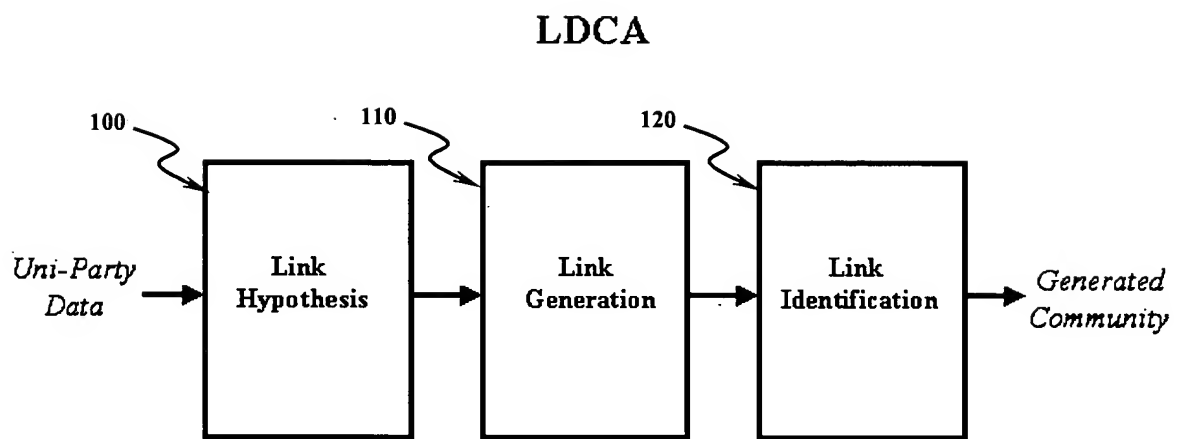 LDCA
100
110
120
Uni-Party
Data
Link
Hypothesis
Link
Generation
Link
Identification
Generated
Community